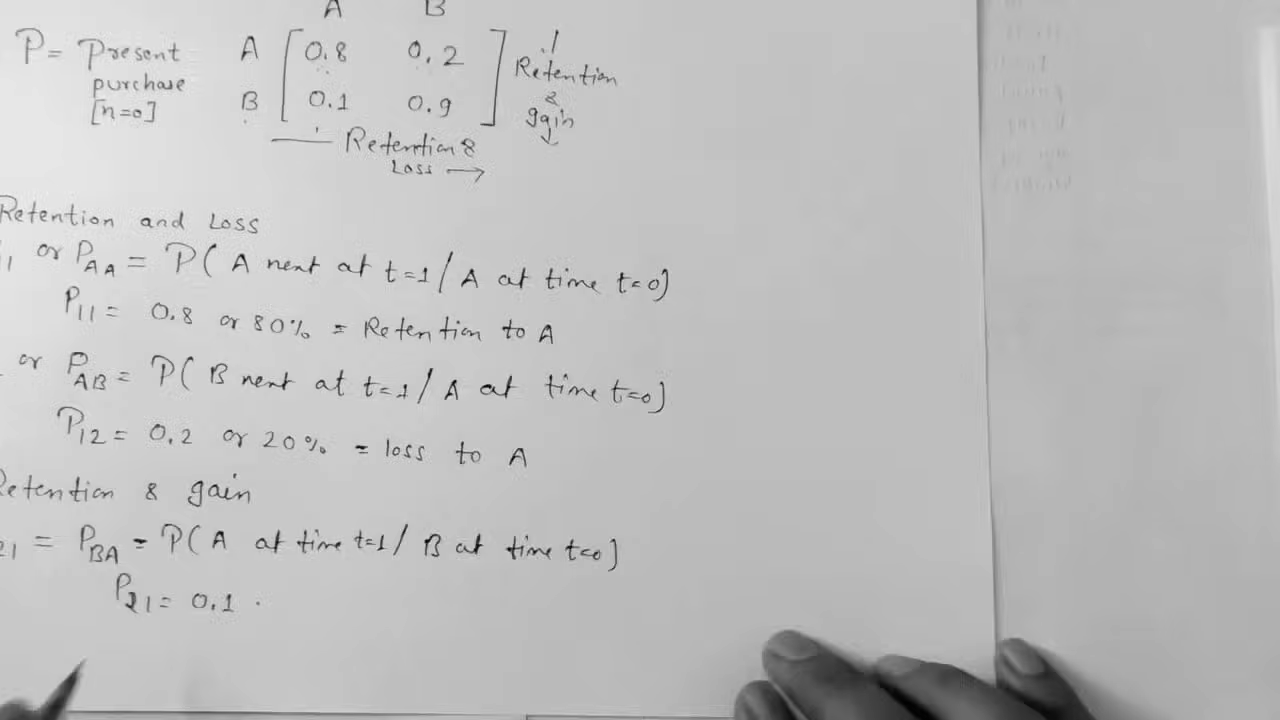 A B
P= Present A 0.8 0.2 Retention
purchase & 
[n=0] B 0.1 0.9 gain
Retention &
Loss →
Retention and Loss
or PAA = P( A next at t=1 / A at time t=0)
P11 = 0.8 or 80% = Retention to A
or PAB = P( B next at t=1 / A at time t=0)
P12 = 0.2 or 20% = loss to A
Retention & gain
21 = PBA = P( A at time t=1 / B at time t=0)
P21 = 0.1